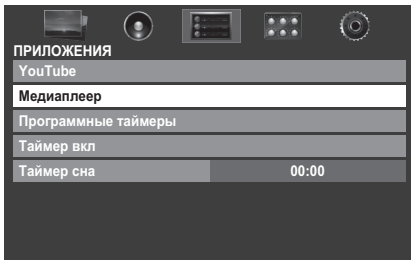 ПРИЛОЖЕНИЯ
YouTube
Медиаплеер
Программные таймеры
Таймер вкл
Таймер сна 00:00